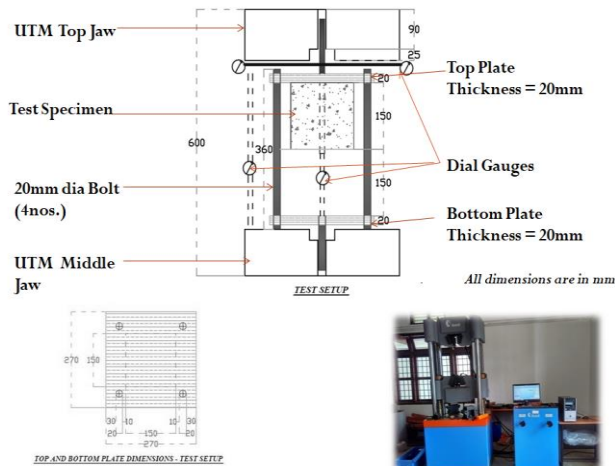 UTM Top Jaw
90
25
20
Top Plate
Thickness = 20mm
Test Specimen
150
600
360
Dial Gauges
150
20mm dia Bolt
(4nos.)
20
Bottom Plate
Thickness = 20mm
UTM Middle
Jaw
TEST SETUP
All dimensions are in mm
270
150
30
40
10
30
20
150
20
270
TOP AND BOTTOM PLATE DIMENSIONS - TEST SETUP